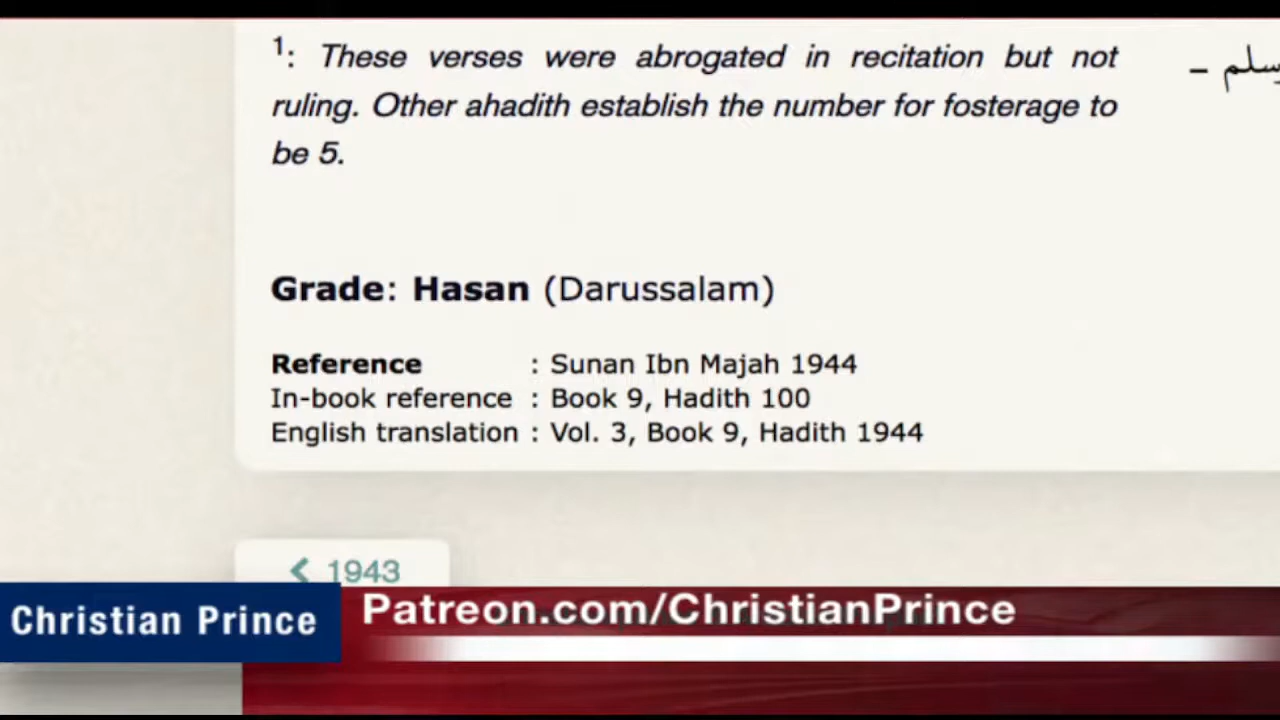 1: These verses were abrogated in recitation but not
ruling. Other ahadith establish the number for fosterage to
be 5.
وسلم ـ
Grade: Hasan (Darussalam)
Reference : Sunan Ibn Majah 1944
In-book reference : Book 9, Hadith 100
English translation : Vol. 3, Book 9, Hadith 1944
< 1943
Christian Prince
Patreon.com/ChristianPrince